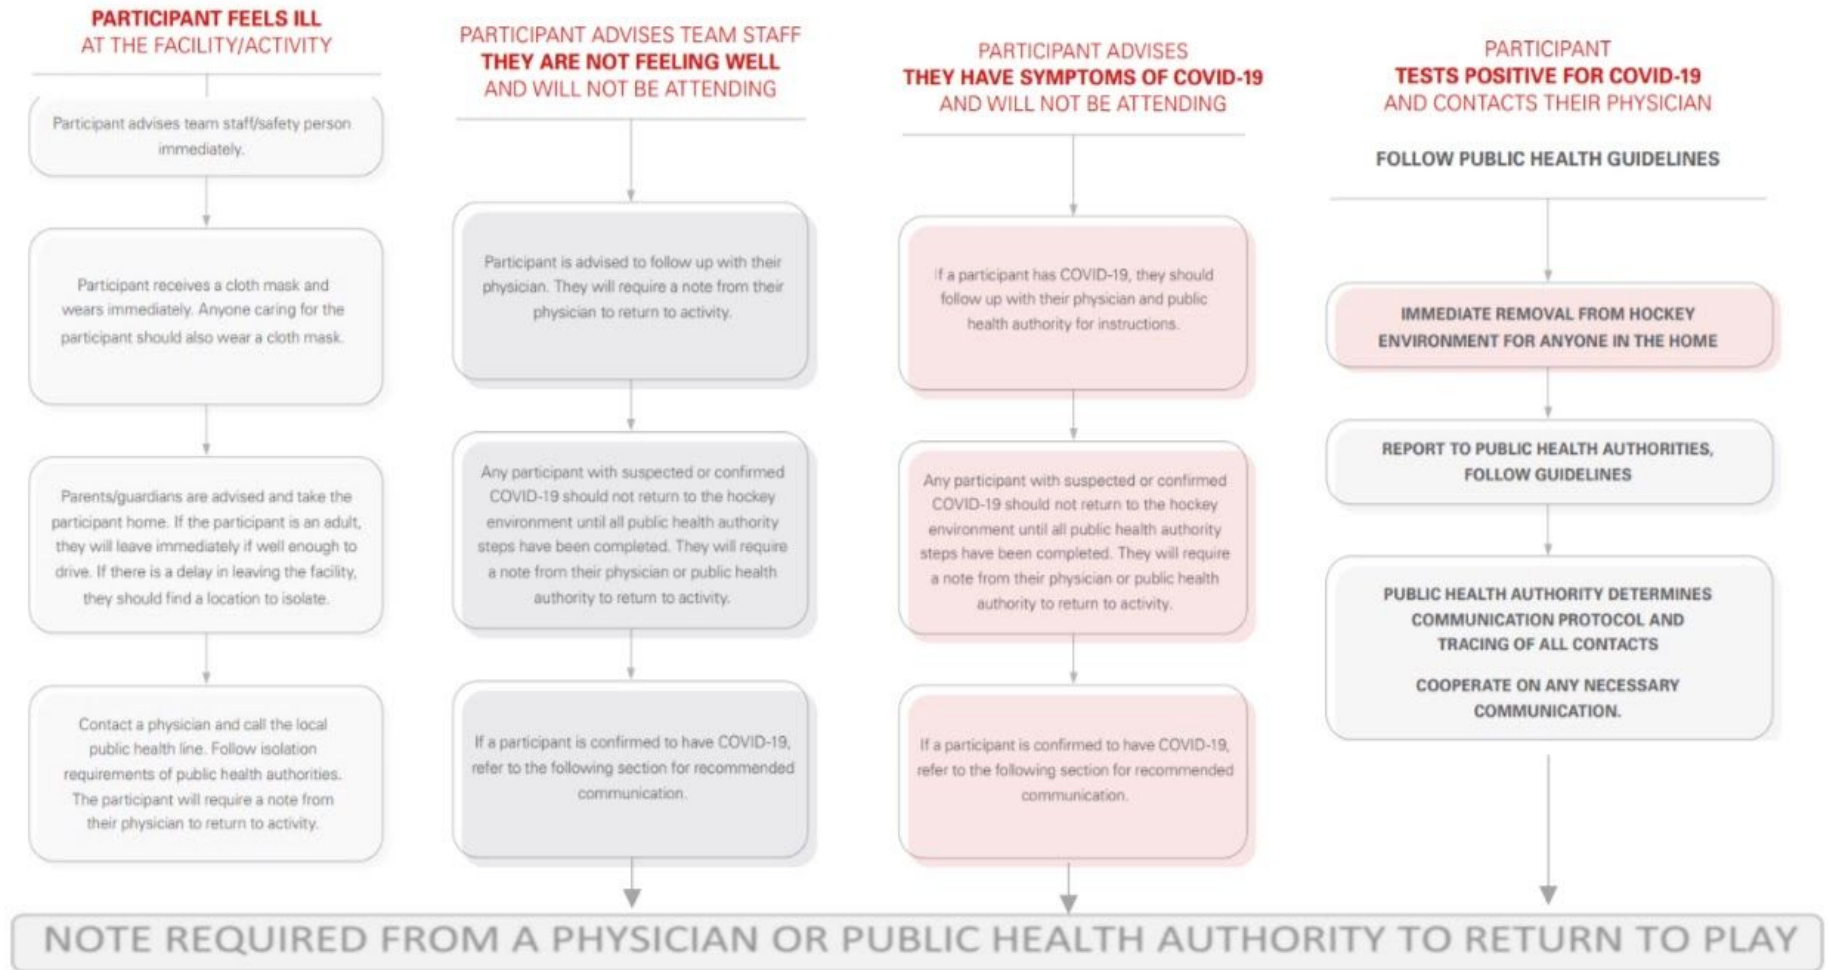 PARTICIPANT FEELS ILL
AT THE FACILITY/ACTIVITY
Participant advises team staff/safety person
immediately.
Participant receives a cloth mask and
wears immediately. Anyone caring for the
participant should also wear a cloth mask.
Parents/guardians are advised and take the
participant home. If the participant is an adult,
they will leave immediately if well enough to
drive. If there is a delay in leaving the facility,
they should find a location to isolate.
Contact a physician and call the local
public health line. Follow isolation
requirements of public health authorities.
The participant will require a note from
their physician to return to activity.
PARTICIPANT ADVISES TEAM STAFF
THEY ARE NOT FEELING WELL
AND WILL NOT BE ATTENDING
Participant is advised to follow up with their
physician. They will require a note from their
physician to return to activity.
Any participant with suspected or confirmed
COVID-19 should not return to the hockey
environment until all public health authority
steps have been completed. They will require
a note from their physician or public health
authority to return to activity.
If a participant is confirmed to have COVID-19,
refer to the following section for recommended
communication.
PARTICIPANT ADVISES
THEY HAVE SYMPTOMS OF COVID-19
AND WILL NOT BE ATTENDING
If a participant has COVID-19, they should
follow up with their physician and public
health authority for instructions.
Any participant with suspected or confirmed
COVID-19 should not return to the hockey
environment until all public health authority
steps have been completed. They will require
a note from their physician or public health
authority to return to activity.
If a participant is confirmed to have COVID-19,
refer to the following section for recommended
communication.
PARTICIPANT
TESTS POSITIVE FOR COVID-19
AND CONTACTS THEIR PHYSICIAN
FOLLOW PUBLIC HEALTH GUIDELINES
IMMEDIATE REMOVAL FROM HOCKEY
ENVIRONMENT FOR ANYONE IN THE HOME
REPORT TO PUBLIC HEALTH AUTHORITIES,
FOLLOW GUIDELINES
PUBLIC HEALTH AUTHORITY DETERMINES
COMMUNICATION PROTOCOL AND
TRACING OF ALL CONTACTS
COOPERATE ON ANY NECESSARY
COMMUNICATION.
NOTE REQUIRED FROM A PHYSICIAN OR PUBLIC HEALTH AUTHORITY TO RETURN TO PLAY